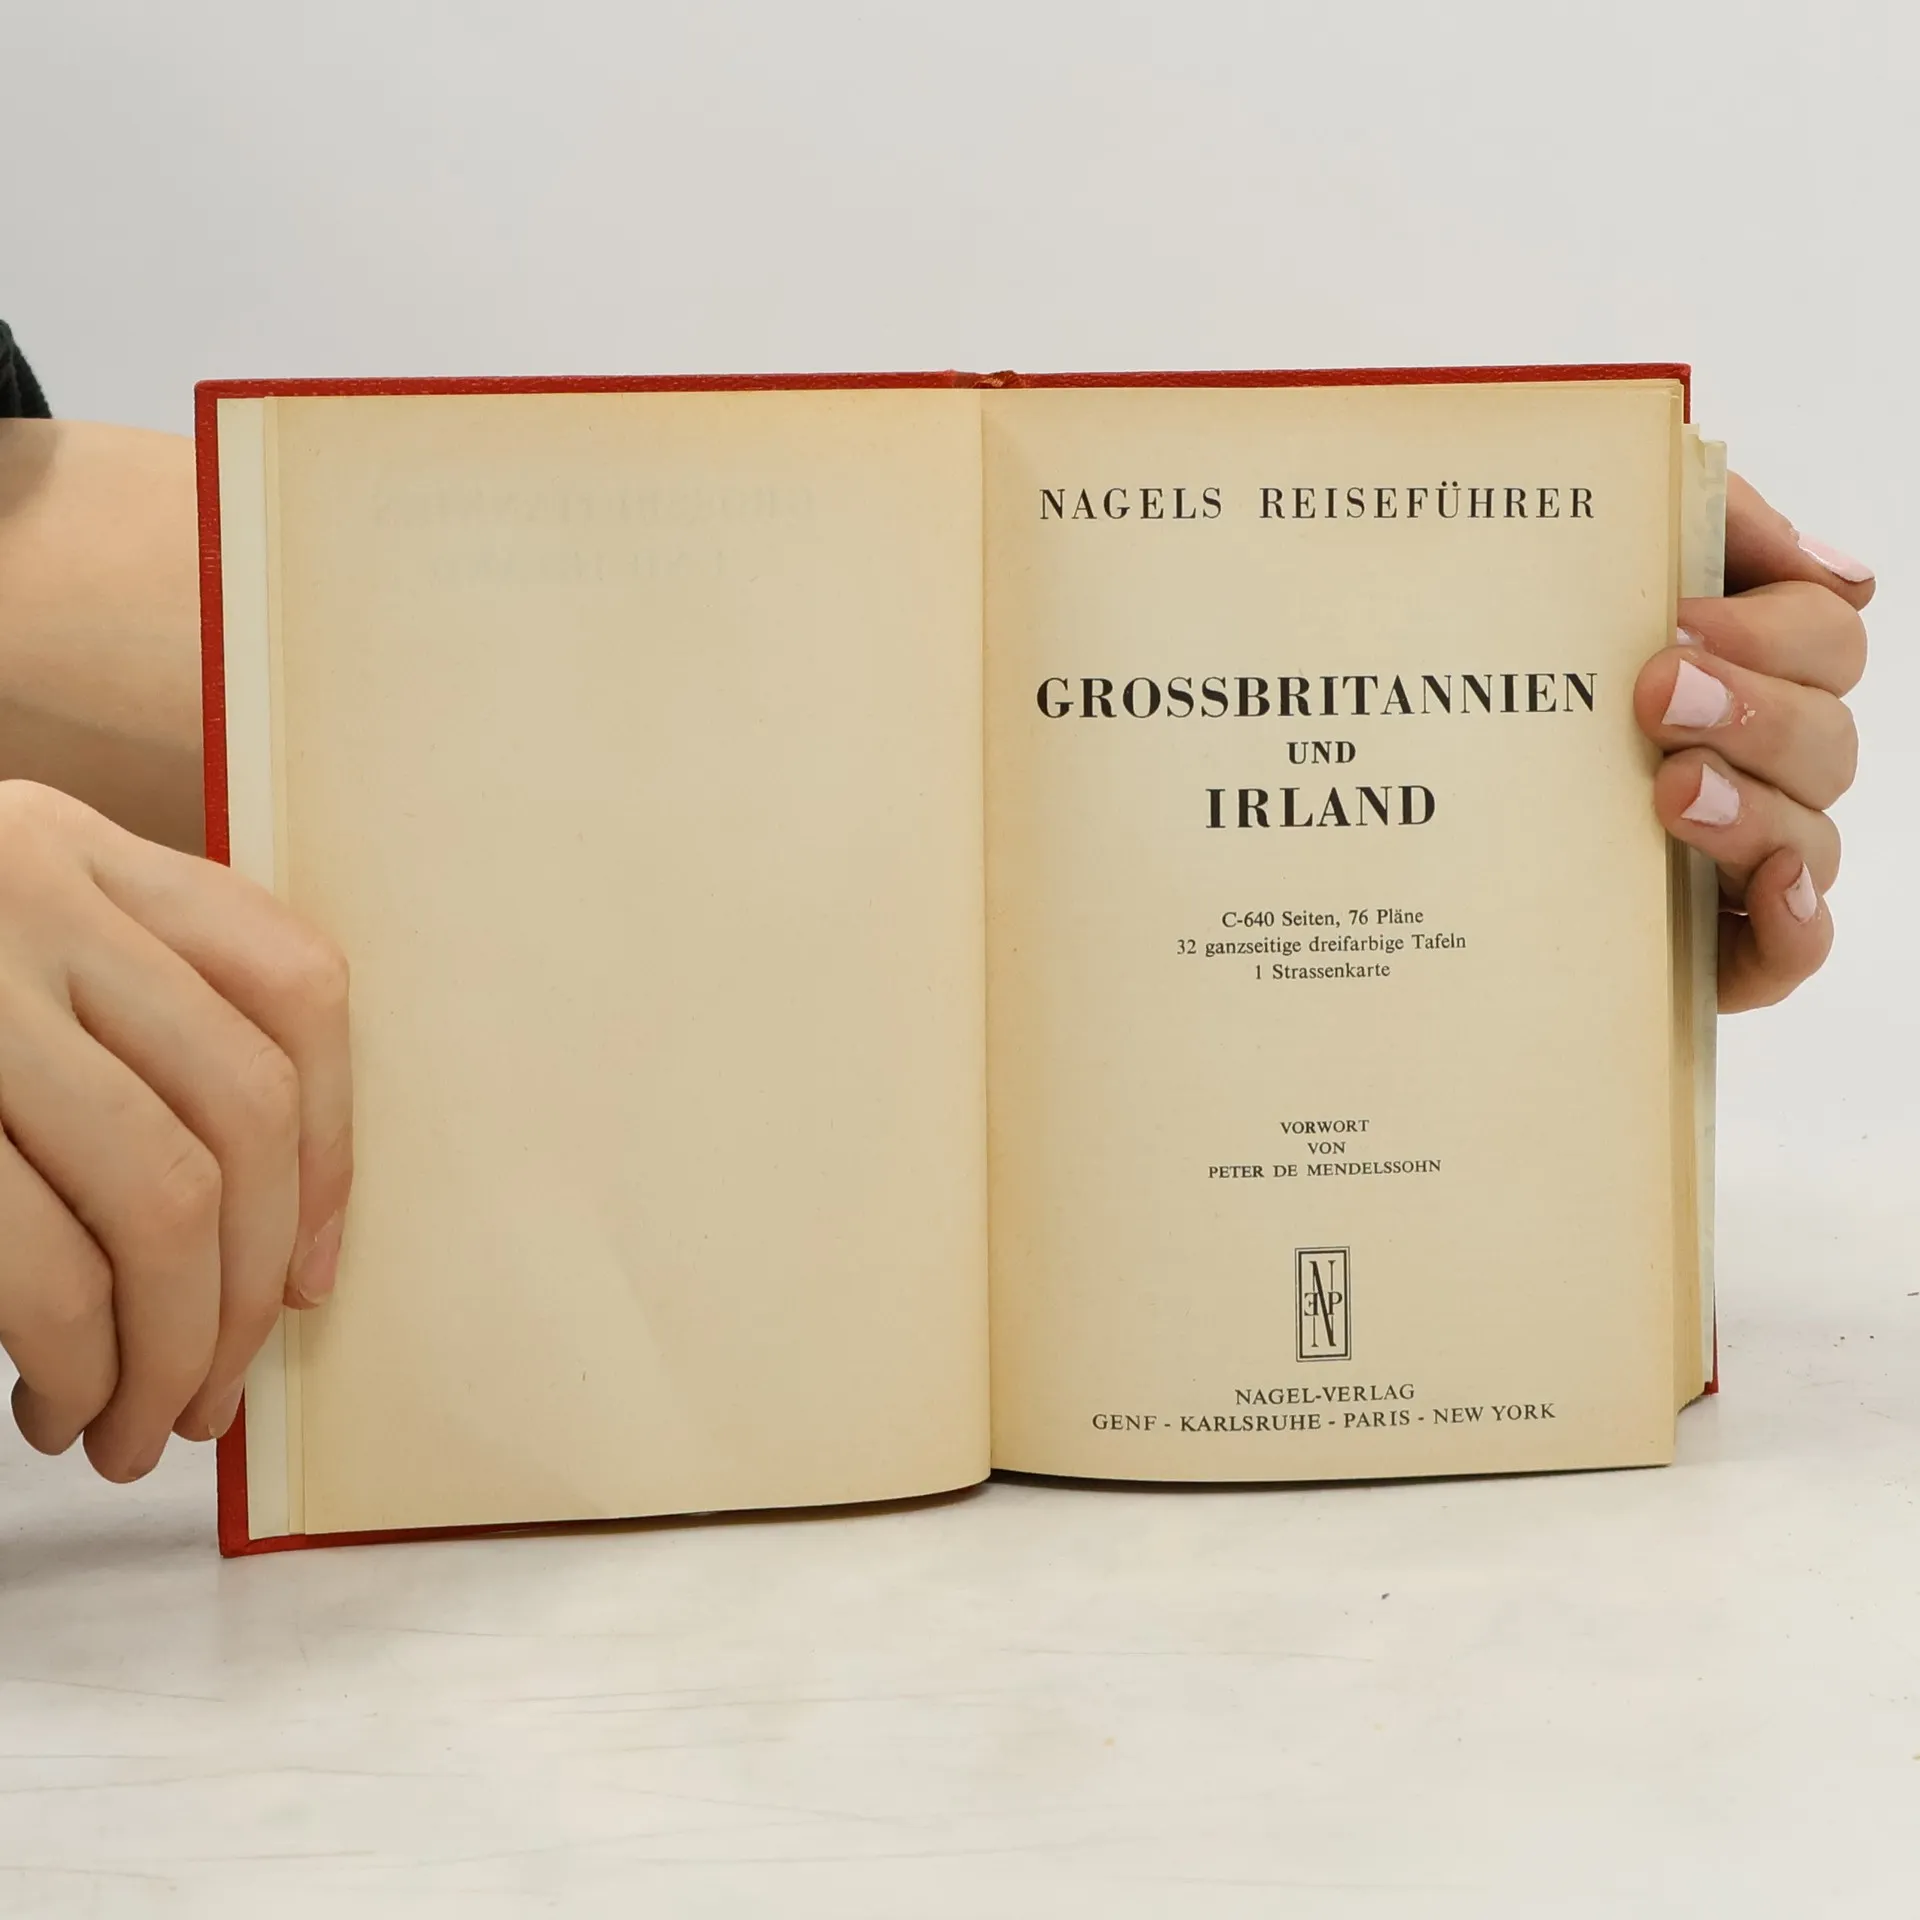 NAGELS REISEFÜHRER
GROSSBRITANNIEN
UND
IRLAND
C-640 Seiten, 76 Pläne
32 ganzseitige dreifarbige Tafeln
1 Strassenkarte
VORWORT
VON
PETER DE MENDELSSOHN
NAGEL-VERLAG
GENF - KARLSRUHE - PARIS - NEW YORK